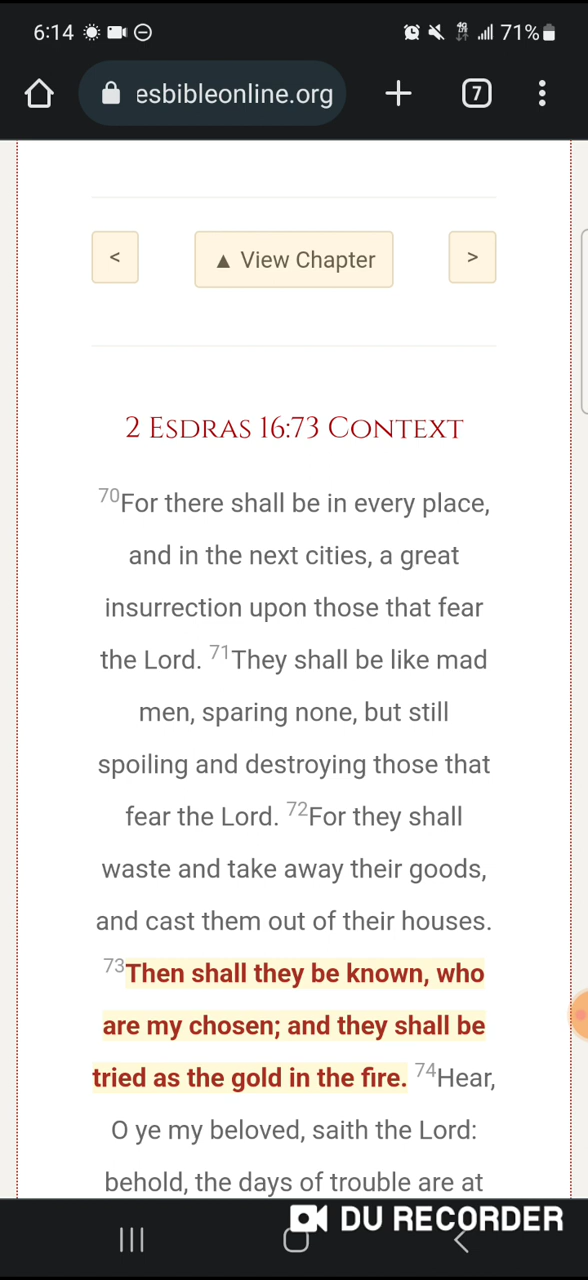 6:14 71%
esbibleonline.org + 7
< ▲ View Chapter >
2 Esdras 16:73 Context
70For there shall be in every place,
and in the next cities, a great
insurrection upon those that fear
the Lord. 71They shall be like mad
men, sparing none, but still
spoiling and destroying those that
fear the Lord. 72For they shall
waste and take away their goods,
and cast them out of their houses.
73Then shall they be known, who
are my chosen; and they shall be
tried as the gold in the fire. 74Hear,
O ye my beloved, saith the Lord:
behold, the days of trouble are at
DU RECORDER